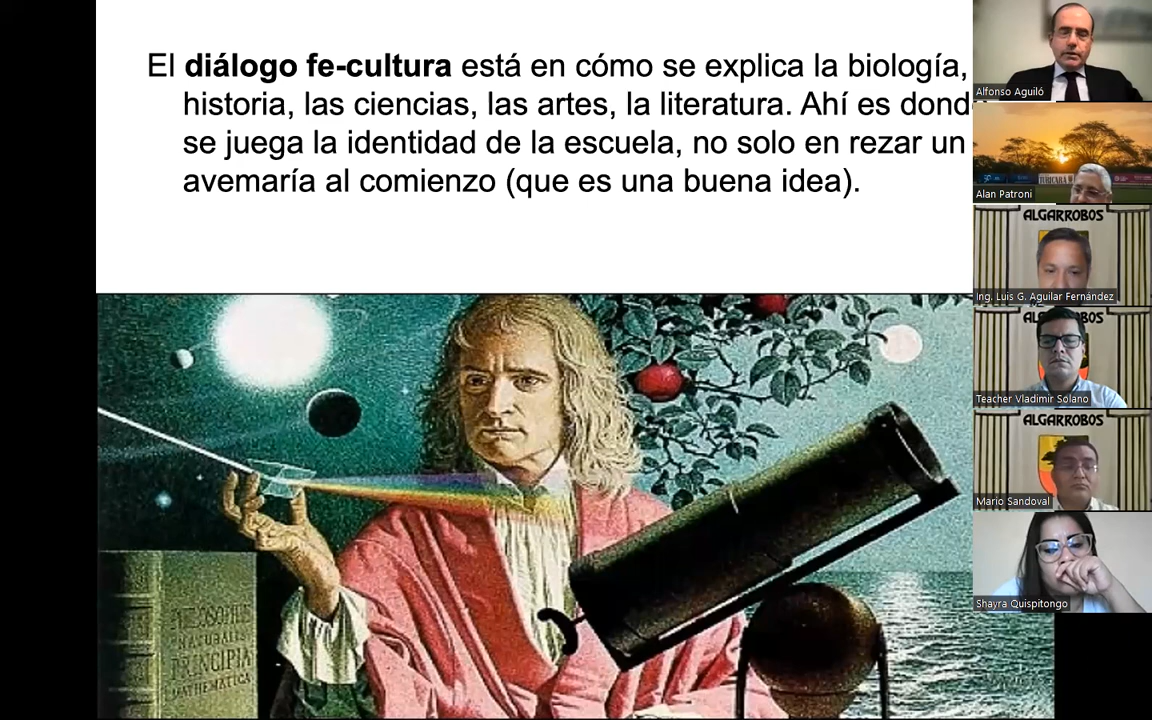 El diálogo fe-cultura está en cómo se explica la biología,
historia, las ciencias, las artes, la literatura. Ahí es dond
se juega la identidad de la escuela, no solo en rezar un
avemaría al comienzo (que es una buena idea).
PRINCIPIA
MATHEMATICA
Alfonso Aguiló
Alan Patroni
ALGARROBOS
Ing. Luis G. Aguilar Fernández
Teacher Vladimir Solano
ALGARROBOS
Mario Sandoval
Shayra Quispitongo